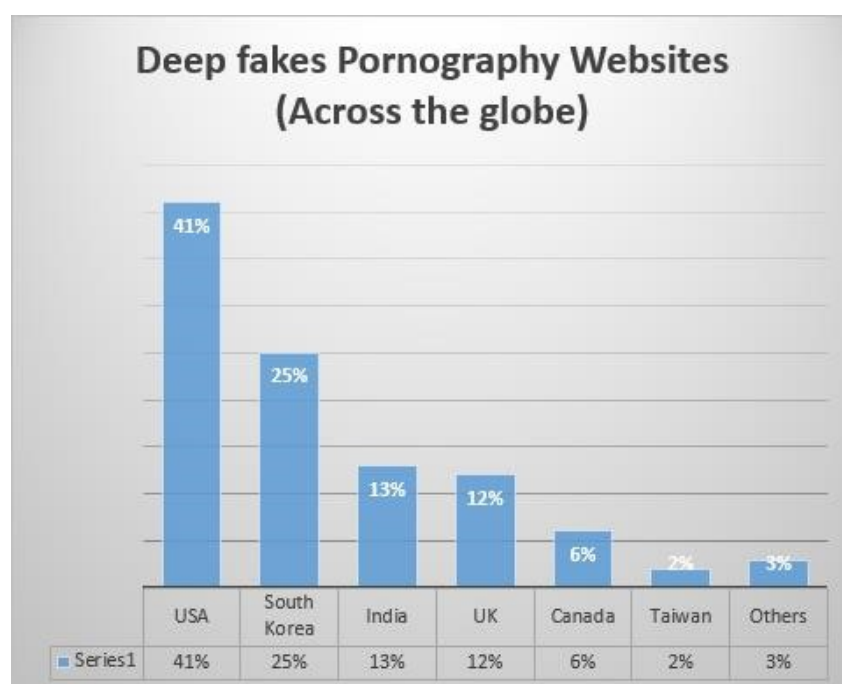 Deep fakes Pornography Websites
(Across the globe)
41%
25%
13%
12%
6%
2%
3%
USA
South
Korea
India
UK
Canada
Taiwan
Others
Series1 41% 25% 13% 12% 6% 2% 3%